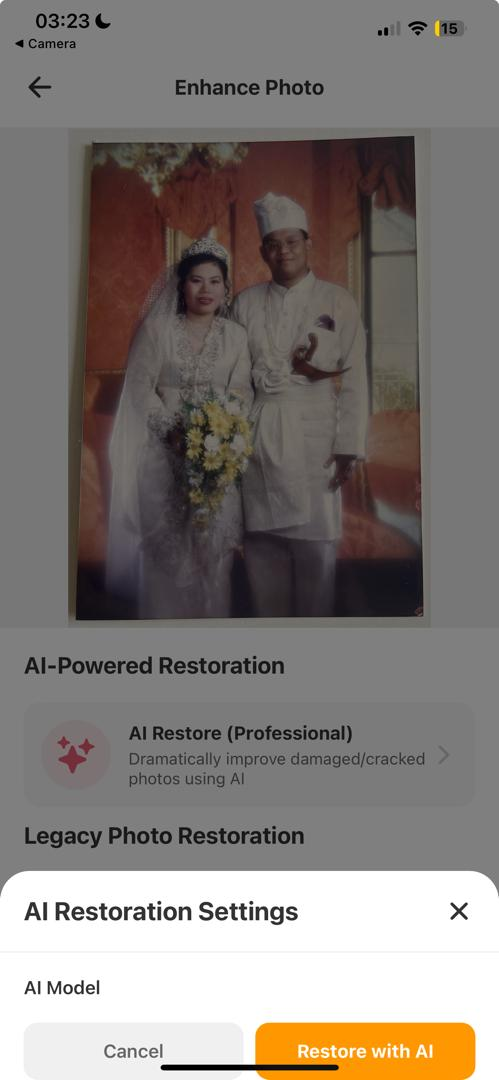 03:23
15
◀ Camera
Enhance Photo
AI-Powered Restoration
AI Restore (Professional)
Dramatically improve damaged/cracked
photos using AI
Legacy Photo Restoration
AI Restoration Settings
AI Model
Cancel
Restore with AI